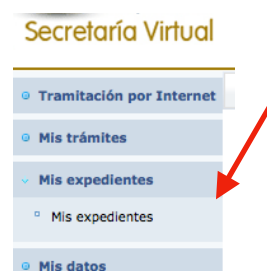 Secretaría Virtual
Tramitación por Internet
Mis trámites
Mis expedientes
Mis expedientes
Mis datos